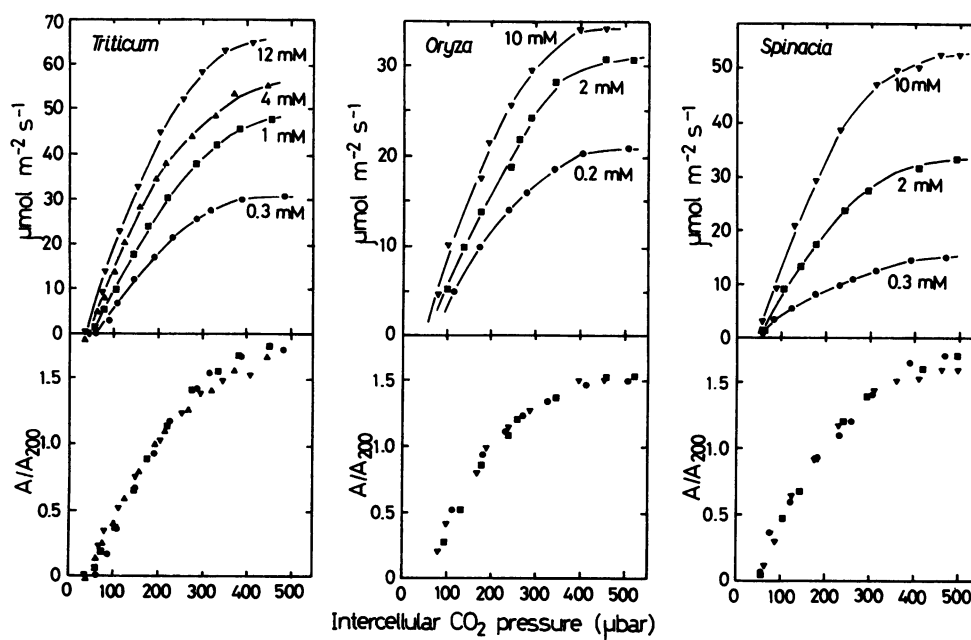 Triticum
12 mM
4 mM
1 mM
0.3 mM
µmol m-2 s-1
70
60
50
40
30
20
10
0
Oryza
10 mM
2 mM
0.2 mM
µmol m-2 s-1
30
20
10
0
Spinacia
10 mM
2 mM
0.3 mM
µmol m-2 s-1
60
50
40
30
20
10
0
A/A200
1.5
1.0
0.5
0
0 100 200 300 400 500
A/A200
1.5
1.0
0.5
0
0 100 200 300 400 500
A/A200
1.5
1.0
0.5
0
0 100 200 300 400 500
Intercellular CO2 pressure (µbar)